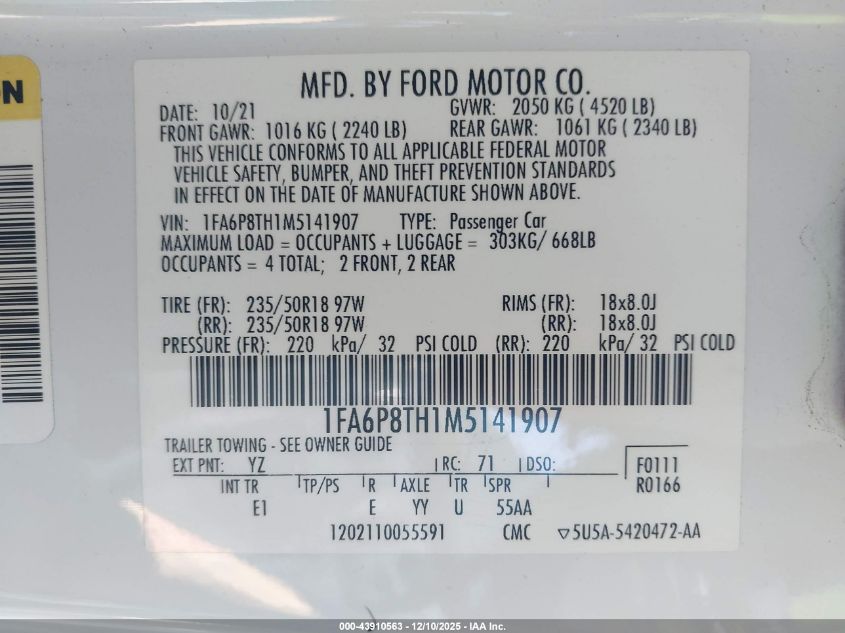 ON
MFD. BY FORD MOTOR CO.
DATE: 10/21 GVWR: 2050 KG ( 4520 LB)
FRONT GAWR: 1016 KG ( 2240 LB) REAR GAWR: 1061 KG ( 2340 LB)
THIS VEHICLE CONFORMS TO ALL APPLICABLE FEDERAL MOTOR
VEHICLE SAFETY, BUMPER, AND THEFT PREVENTION STANDARDS
IN EFFECT ON THE DATE OF MANUFACTURE SHOWN ABOVE.
VIN: 1FA6P8TH1M5141907 TYPE: Passenger Car
MAXIMUM LOAD = OCCUPANTS + LUGGAGE = 303KG/ 668LB
OCCUPANTS = 4 TOTAL; 2 FRONT, 2 REAR
TIRE (FR): 235/50R18 97W RIMS (FR): 18x8.0J
(RR): 235/50R18 97W (RR): 18x8.0J
PRESSURE (FR): 220 kPa/ 32 PSI COLD (RR): 220 kPa/ 32 PSI COLD
1FA6P8TH1M5141907
TRAILER TOWING - SEE OWNER GUIDE
EXT PNT: YZ RC: 71 DSO: F0111
INT TR TP/PS R AXLE TR SPR R0166
E1 E YY U 55AA
1202110055591 CMC ▽5U5A-5420472-AA
000-43910563 - 12/10/2025 - IAA Inc.